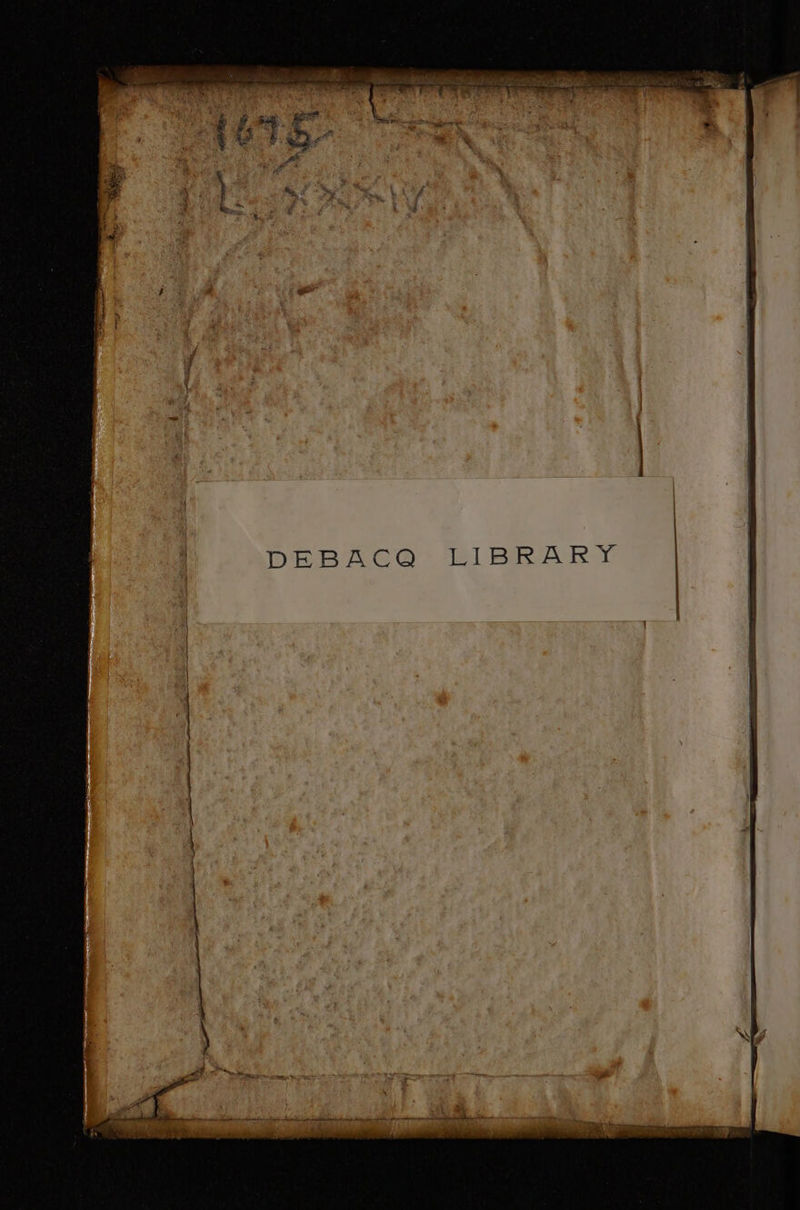 1675
L. XXXIV
DEBACQ LIBRARY